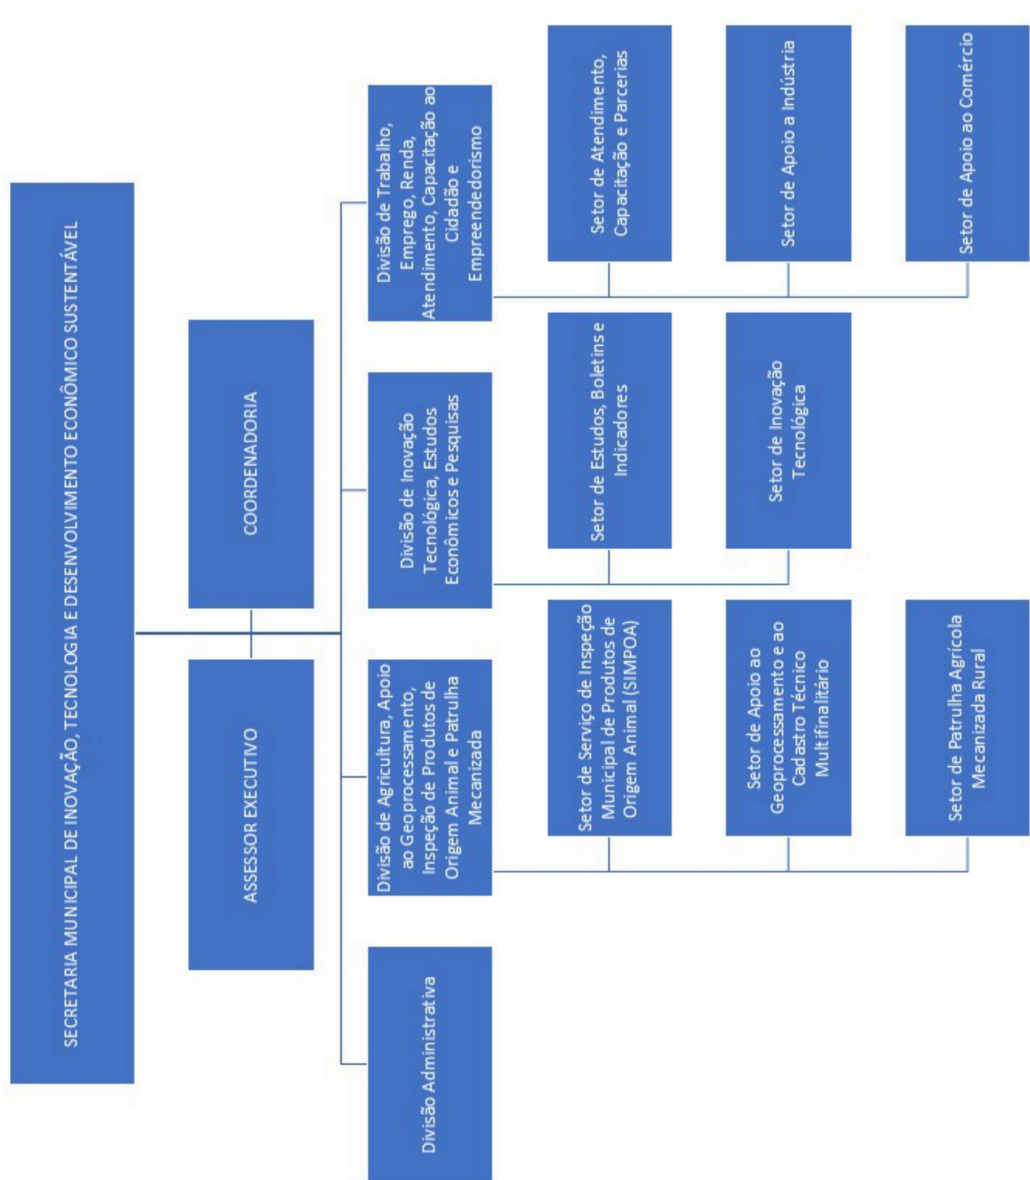 SECRETARIA MUNICIPAL DE INOVAÇÃO, TECNOLOGIA E DESENVOLVIMENTO ECONÔMICO SUSTENTÁVEL
ASSESSOR EXECUTIVO
COORDENADORIA
Divisão Administrativa
Divisão de Agricultura, Apoio
ao Geoprocessamento,
Inspeção de Produtos de
Origem Animal e Patrulha
Mecanizada
Divisão de Inovação
Tecnológica, Estudos
Econômicos e Pesquisas
Divisão de Trabalho,
Emprego, Renda,
Atendimento, Capacitação ao
Cidadão e
Empreendedorismo
Setor de Serviço de Inspeção
Municipal de Produtos de
Origem Animal (SIMPOA)
Setor de Apoio ao
Geoprocessamento e ao
Cadastro Técnico
Multifinalitário
Setor de Patrulha Agrícola
Mecanizada Rural
Setor de Estudos, Boletins e
Indicadores
Setor de Inovação
Tecnológica
Setor de Atendimento,
Capacitação e Parcerias
Setor de Apoio a Indústria
Setor de Apoio ao Comércio